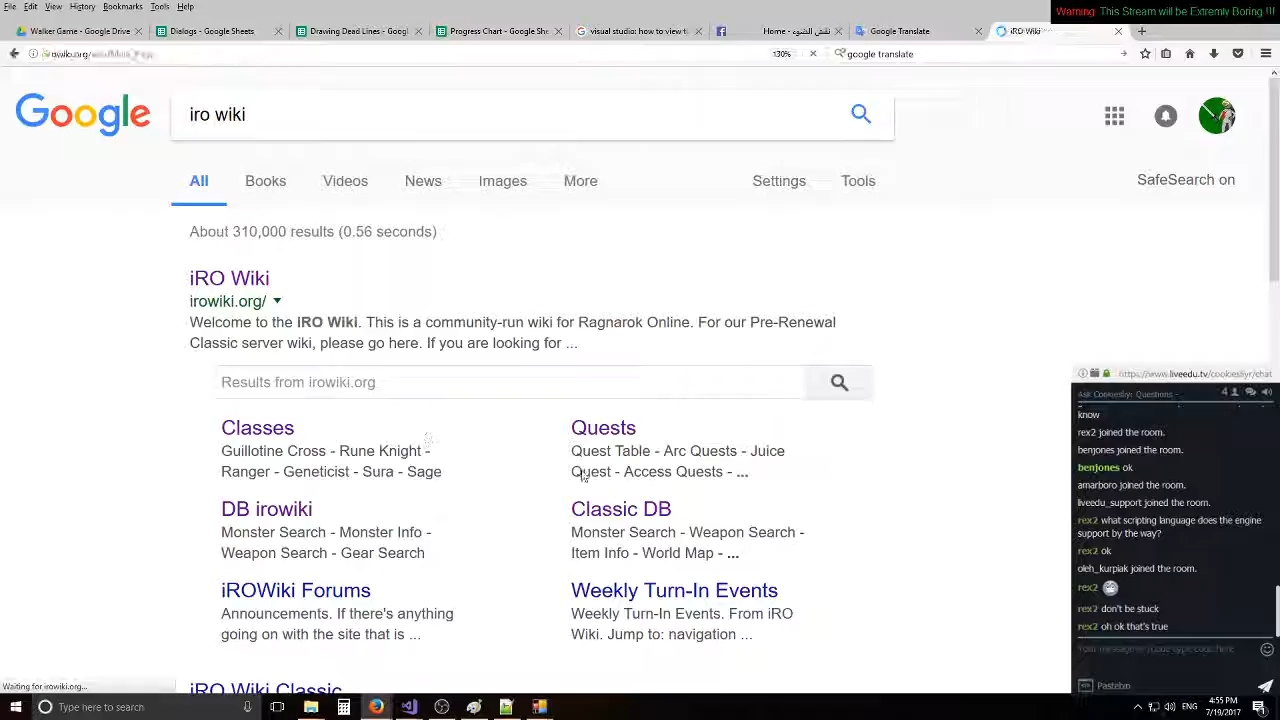 File Edit View History Bookmarks Tools Help
Warning: This Stream will be Extremly Boring !!!
Walker Game - Google Drive
Dialogs - Google Sheets
Drawing Lines and Lines - Goo
Progress Chart - Google She
visual studio: how to view ti
Google Translate
iRO Wiki
130%
google translate
Google
iro wiki
All Books Videos News Images More Settings Tools
SafeSearch on
About 310,000 results (0.56 seconds)
iRO Wiki
irowiki.org/
Welcome to the iRO Wiki. This is a community-run wiki for Ragnarok Online. For our Pre-Renewal
Classic server wiki, please go here. If you are looking for ...
Results from irowiki.org
Classes
Guillotine Cross - Rune Knight -
Ranger - Geneticist - Sura - Sage
Quests
Quest Table - Arc Quests - Juice
Quest - Access Quests - ...
DB irowiki
Monster Search - Monster Info -
Weapon Search - Gear Search
Classic DB
Monster Search - Weapon Search -
Item Info - World Map - ...
iROWiki Forums
Announcements. If there's anything
going on with the site that is ...
Weekly Turn-In Events
Weekly Turn-In Events. From iRO
Wiki. Jump to: navigation ...
iRO Wiki Classic
Waiting for irowiki.org...
https://www.liveedu.tv/cookiesliyr/chat
Questions -
4
know
rex2 joined the room.
benjones joined the room.
benjones ok
amarboro joined the room.
liveedu_support joined the room.
rex2 what scripting language does the engine
support by the way?
rex2 ok
oleh_kurpiak joined the room.
rex2
rex2 don't be stuck
rex2 oh ok that's true
Pastebin
Type here to search
ENG
4:55 PM
7/19/2017